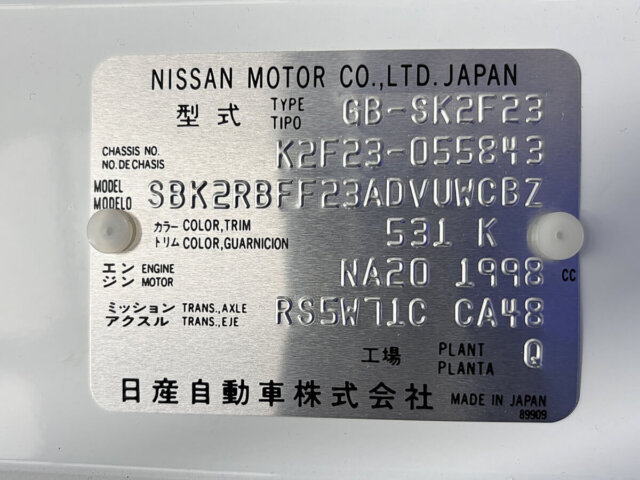 NISSAN MOTOR CO.,LTD. JAPAN
型式 TYPE TIPO GB-SK2F23
CHASSIS NO. NO. DE CHASIS K2F23-055843
MODEL MODELO SBK2RBFF23ADVUWCBZ
カラー COLOR,TRIM
トリム COLOR,GUARNICION 531 K
エンジン ENGINE MOTOR NA20 1998 CC
ミッション TRANS.,AXLE
アクスル TRANS.,EJE RS5W71C CA48
工場 PLANT PLANTA Q
日産自動車株式会社 MADE IN JAPAN
89909